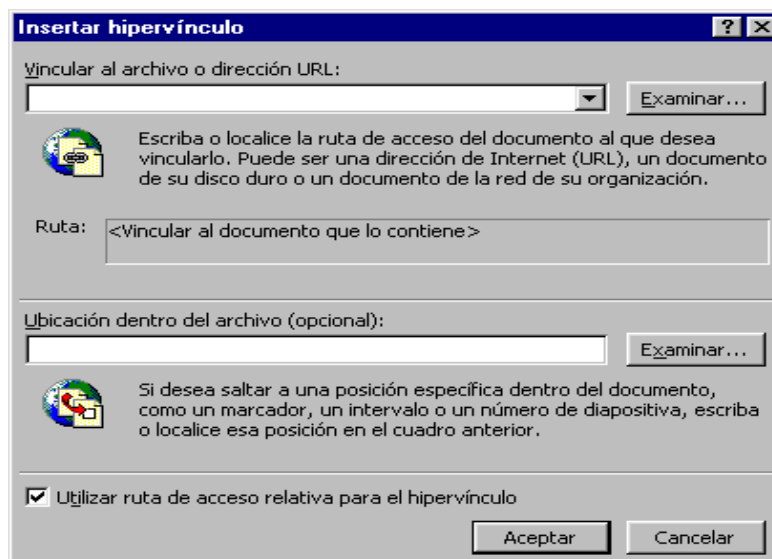 Insertar hipervínculo
Vincular al archivo o dirección URL:
Examinar...
Escriba o localice la ruta de acceso del documento al que desea
vincularlo. Puede ser una dirección de Internet (URL), un documento
de su disco duro o un documento de la red de su organización.
Ruta: <Vincular al documento que lo contiene>
Ubicación dentro del archivo (opcional):
Examinar...
Si desea saltar a una posición específica dentro del documento,
como un marcador, un intervalo o un número de diapositiva, escriba
o localice esa posición en el cuadro anterior.
Utilizar ruta de acceso relativa para el hipervínculo
Aceptar Cancelar